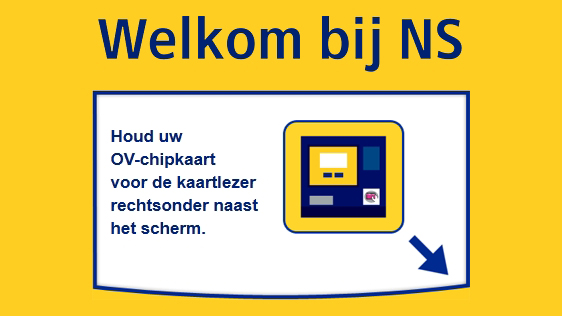 Welkom bij NS
Houd uw
OV-chipkaart
voor de kaartlezer
rechtsonder naast
het scherm.